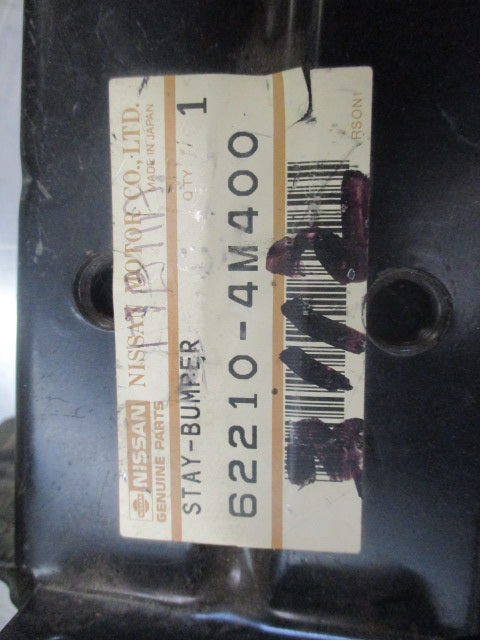 NISSAN NISSAN MOTOR CO., LTD.
GENUINE PARTS MADE IN JAPAN
STAY-BUMPER QTY 1
62210-4M400
RSON1